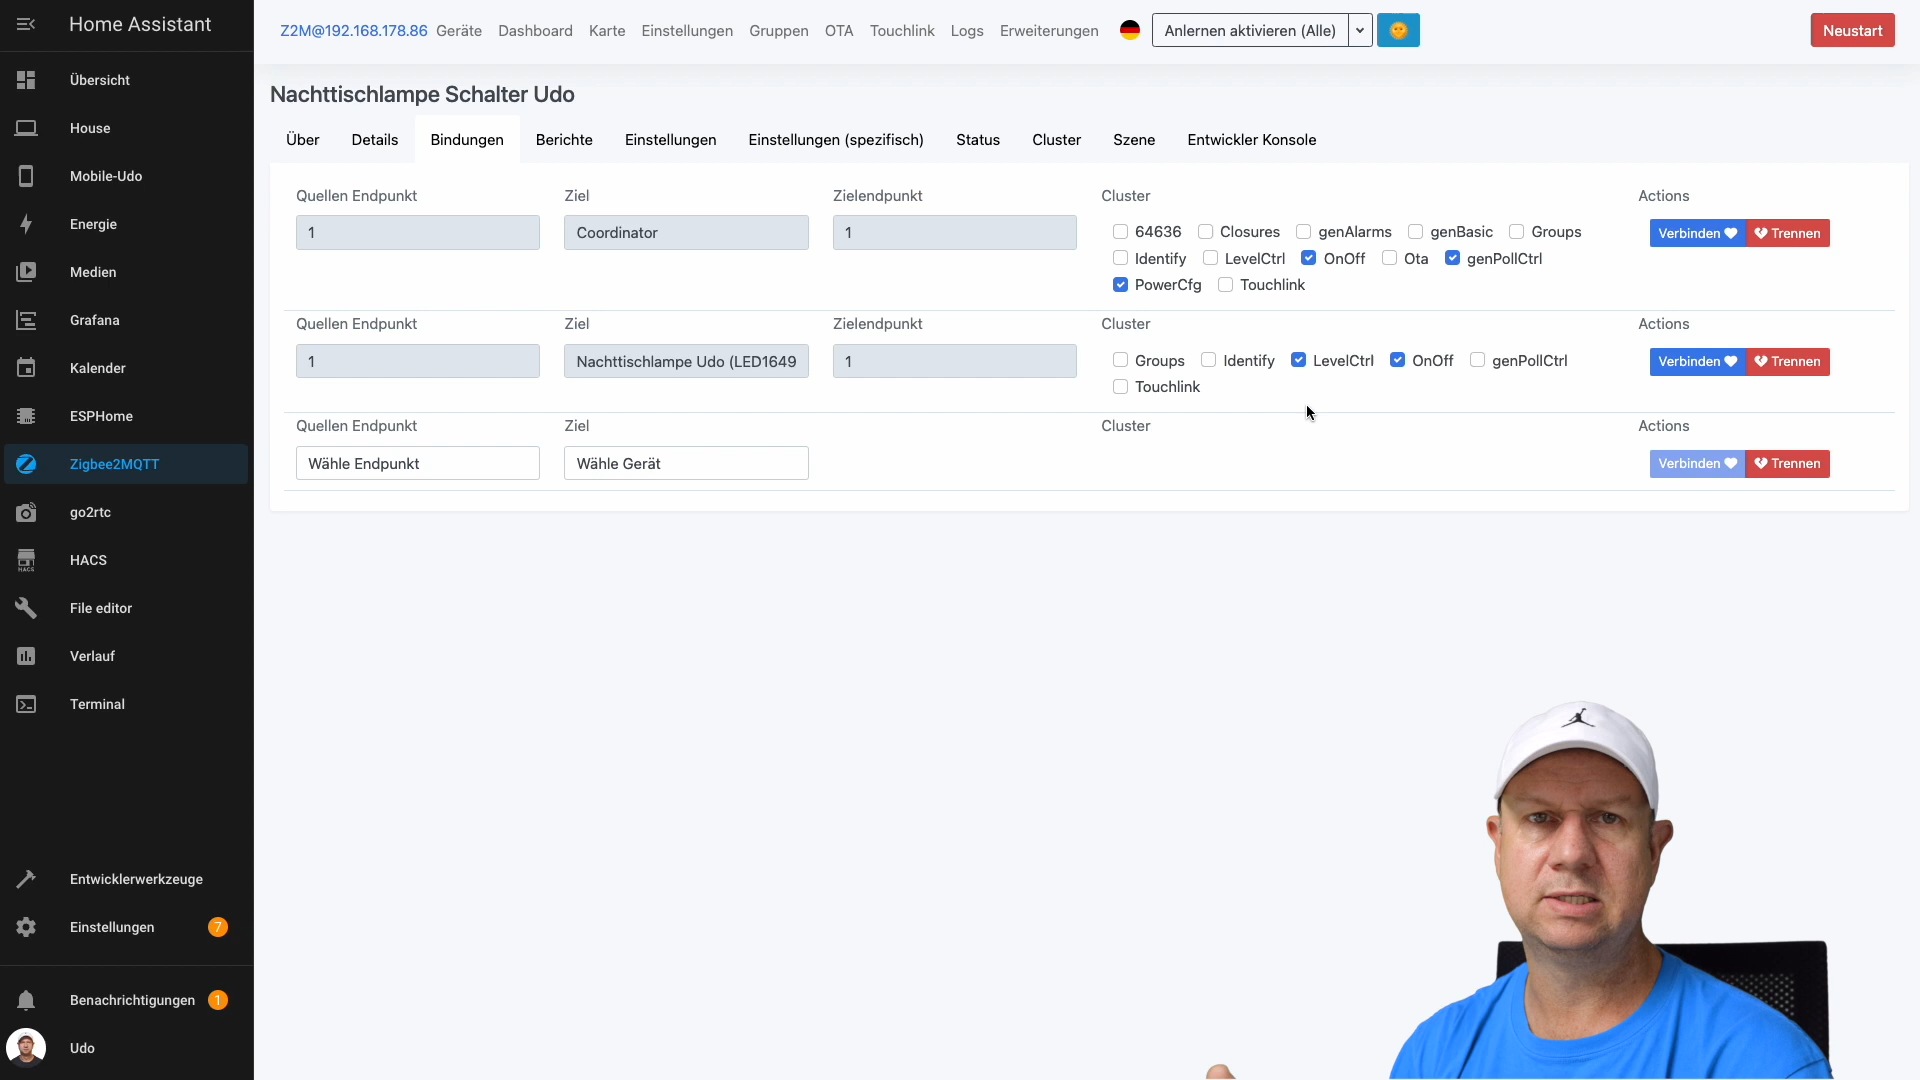 Home Assistant
Übersicht
House
Mobile-Udo
Energie
Medien
Grafana
Kalender
ESPHome
Zigbee2MQTT
go2rtc
HACS
HACS
File editor
Verlauf
Terminal
Entwicklerwerkzeuge
Einstellungen 7
Benachrichtigungen 1
Udo
Z2M@192.168.178.86 Geräte Dashboard Karte Einstellungen Gruppen OTA Touchlink Logs Erweiterungen Anlernen aktivieren (Alle) Neustart
Nachttischlampe Schalter Udo
Über Details Bindungen Berichte Einstellungen Einstellungen (spezifisch) Status Cluster Szene Entwickler Konsole
Quellen Endpunkt Ziel Zielendpunkt Cluster Actions
1 Coordinator 1 64636 Closures genAlarms genBasic Groups Verbinden Trennen
Identify LevelCtrl OnOff Ota genPollCtrl
PowerCfg Touchlink
Quellen Endpunkt Ziel Zielendpunkt Cluster Actions
1 Nachttischlampe Udo (LED1649 1 Groups Identify LevelCtrl OnOff genPollCtrl Verbinden Trennen
Touchlink
Quellen Endpunkt Ziel Cluster Actions
Wähle Endpunkt Wähle Gerät Verbinden Trennen